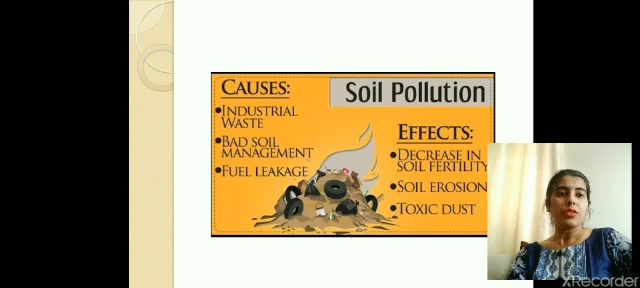 Soil Pollution
CAUSES:
•INDUSTRIAL
WASTE
•BAD SOIL
MANAGEMENT
•FUEL LEAKAGE
EFFECTS:
•DECREASE IN
SOIL FERTILITY
•SOIL EROSION
•TOXIC DUST
XRecorder